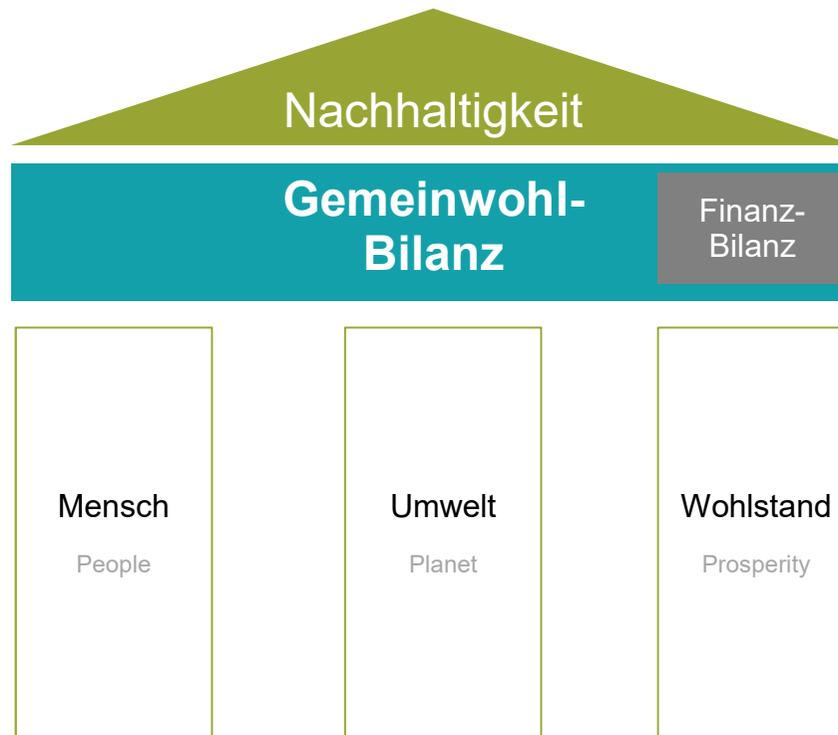 Nachhaltigkeit
Gemeinwohl-
Bilanz
Finanz-
Bilanz
Mensch
People
Umwelt
Planet
Wohlstand
Prosperity